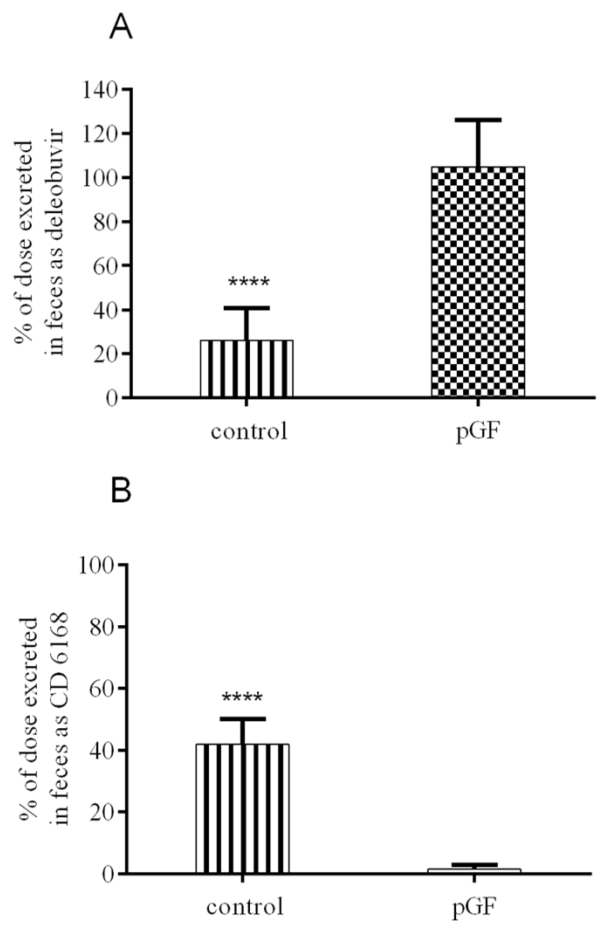 A
% of dose excreted
in feces as deleobuvir
140
120
100
80
60
40
20
0
****
control
pGF
B
% of dose excreted
in feces as CD 6168
100
80
60
40
20
0
****
control
pGF